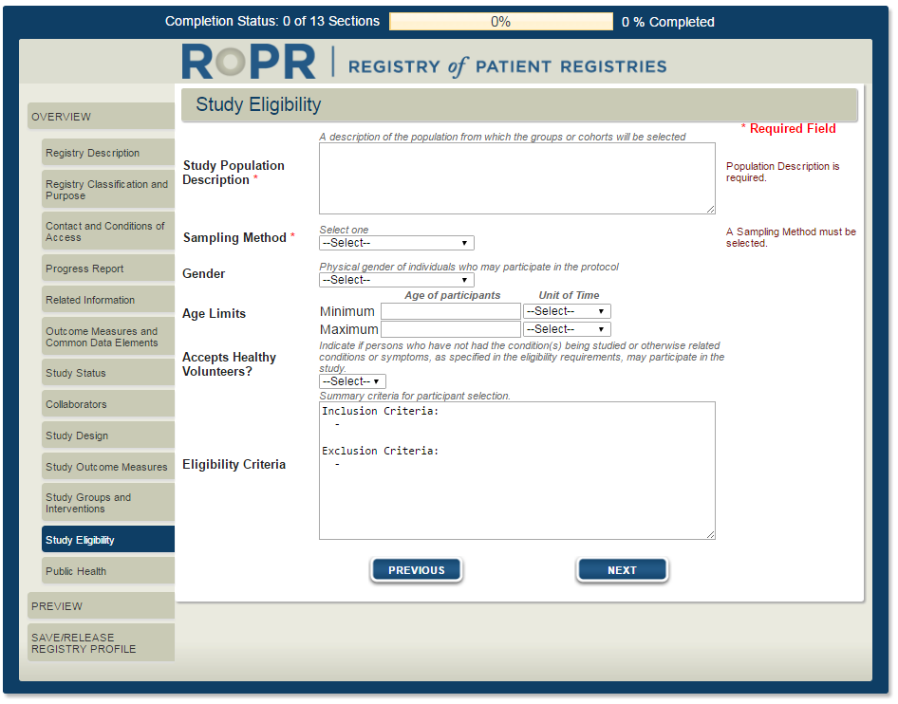 Completion Status: 0 of 13 Sections 0% 0 % Completed
RoPR REGISTRY of PATIENT REGISTRIES
OVERVIEW
Registry Description
Registry Classification and
Purpose
Contact and Conditions of
Access
Progress Report
Related Information
Outcome Measures and
Common Data Elements
Study Status
Collaborators
Study Design
Study Outcome Measures
Study Groups and
Interventions
Study Eligibility
Public Health
PREVIEW
SAVE/RELEASE
REGISTRY PROFILE
Study Eligibility
* Required Field
A description of the population from which the groups or cohorts will be selected
Study Population
Description *
Population Description is
required.
Select one
Sampling Method *
--Select--
A Sampling Method must be
selected.
Physical gender of individuals who may participate in the protocol
Gender
--Select--
Age of participants Unit of Time
Age Limits
Minimum --Select--
Maximum --Select--
Indicate if persons who have not had the condition(s) being studied or otherwise related
conditions or symptoms, as specified in the eligibility requirements, may participate in the
study.
Accepts Healthy
Volunteers?
--Select--
Summary criteria for participant selection.
Eligibility Criteria
Inclusion Criteria:
-
Exclusion Criteria:
-
PREVIOUS NEXT